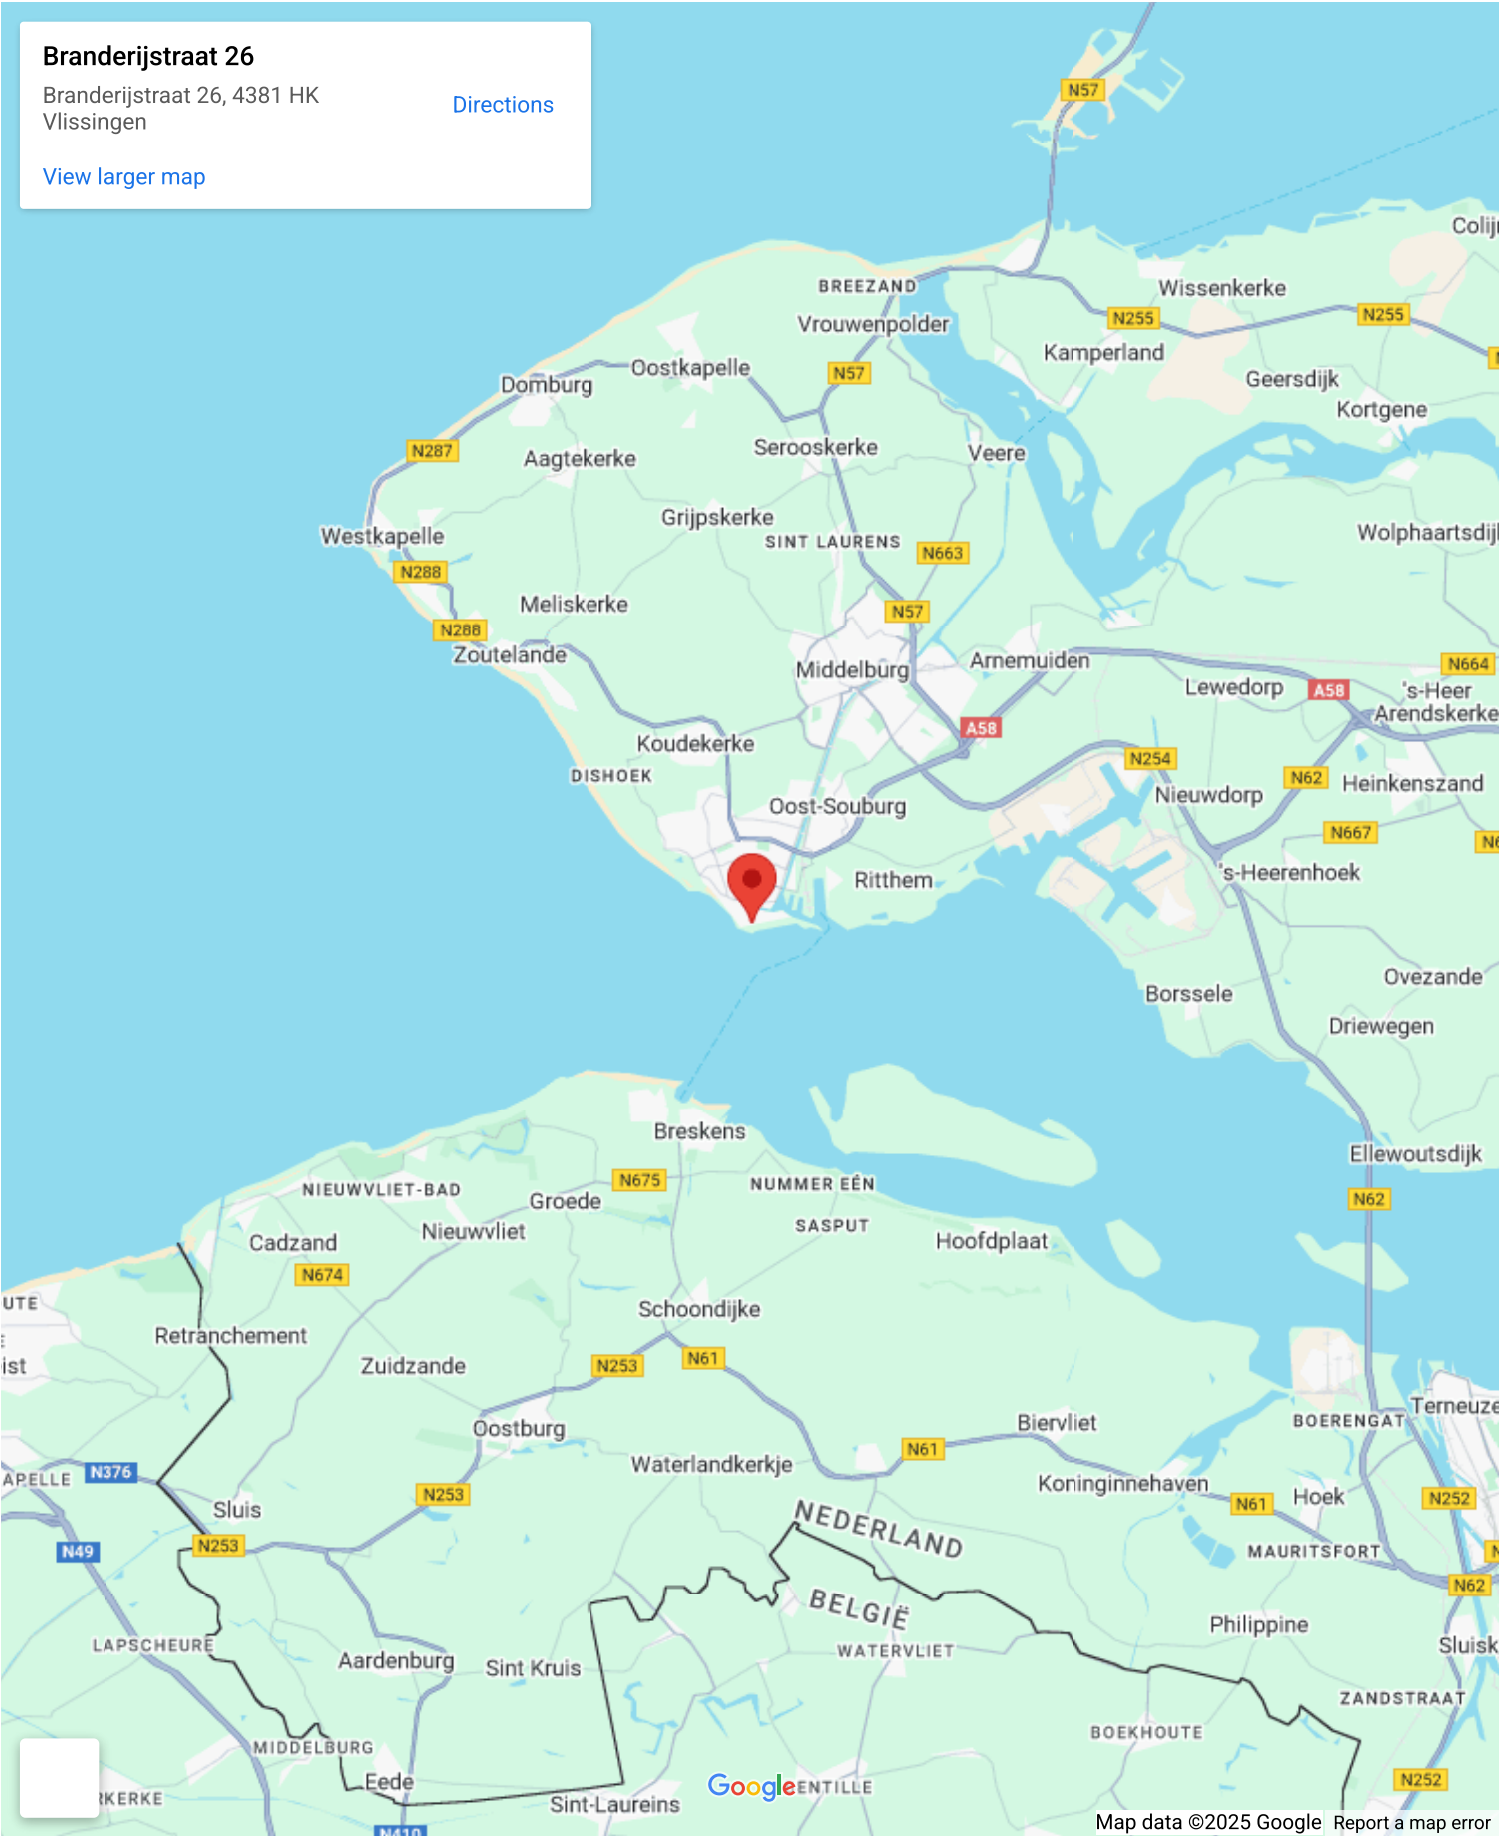 Branderijstraat 26
Branderijstraat 26, 4381 HK
Vlissingen
Directions
View larger map
N57
Wissenkerke
BREEZAND
Vrouwenpolder
N255
N255
Kamperland
Oostkapelle
N57
Domburg
Geersdijk
Kortgene
N287
Serooskerke
Veere
Aagtekerke
Grijpskerke
Westkapelle
SINT LAURENS
N663
N288
Meliskerke
N57
N288
Zoutelande
Middelburg
Arnemuiden
N664
Lewedorp
A58
's-Heer
Arendskerke
A58
Koudekerke
DISHOEK
N254
N62
Heinkenszand
Nieuwdorp
Oost-Souburg
N667
Ritthem
's-Heerenhoek
Borssele
Ovezande
Driewegen
Breskens
Ellewoutsdijk
N675
NUMMER EÉN
NIEUWVLIET-BAD
Groede
N62
SASPUT
Nieuwvliet
Cadzand
Hoofdplaat
N674
UTE
Schoondijke
Retranchement
ist
Zuidzande
N253
N61
Oostburg
Biervliet
BOERENGAT
Terneuze
N61
Waterlandkerkje
APELLE
N376
Koninginnehaven
N253
Sluis
N61
Hoek
N252
NEDERLAND
N253
N49
MAURITSFORT
N62
BELGIË
Philippine
LAPSCHEURE
WATERVLIET
Sluisk
Aardenburg
Sint Kruis
ZANDSTRAAT
BOEKHOUTE
MIDDELBURG
Eede
Google
ENTILLE
N252
RKERKE
Sint-Laureins
N410
Map data ©2025 Google
Report a map error